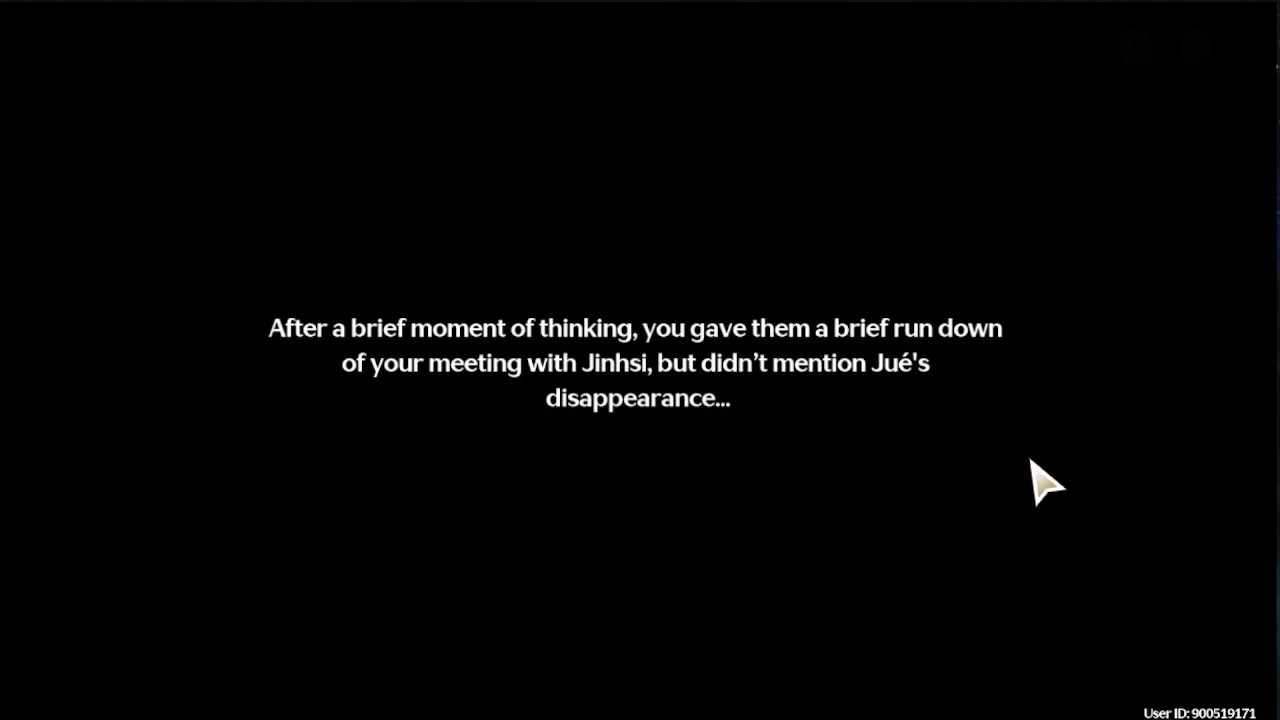 After a brief moment of thinking, you gave them a brief run down
of your meeting with Jinhsi, but didn’t mention Jué's
disappearance...
User ID: 900519171